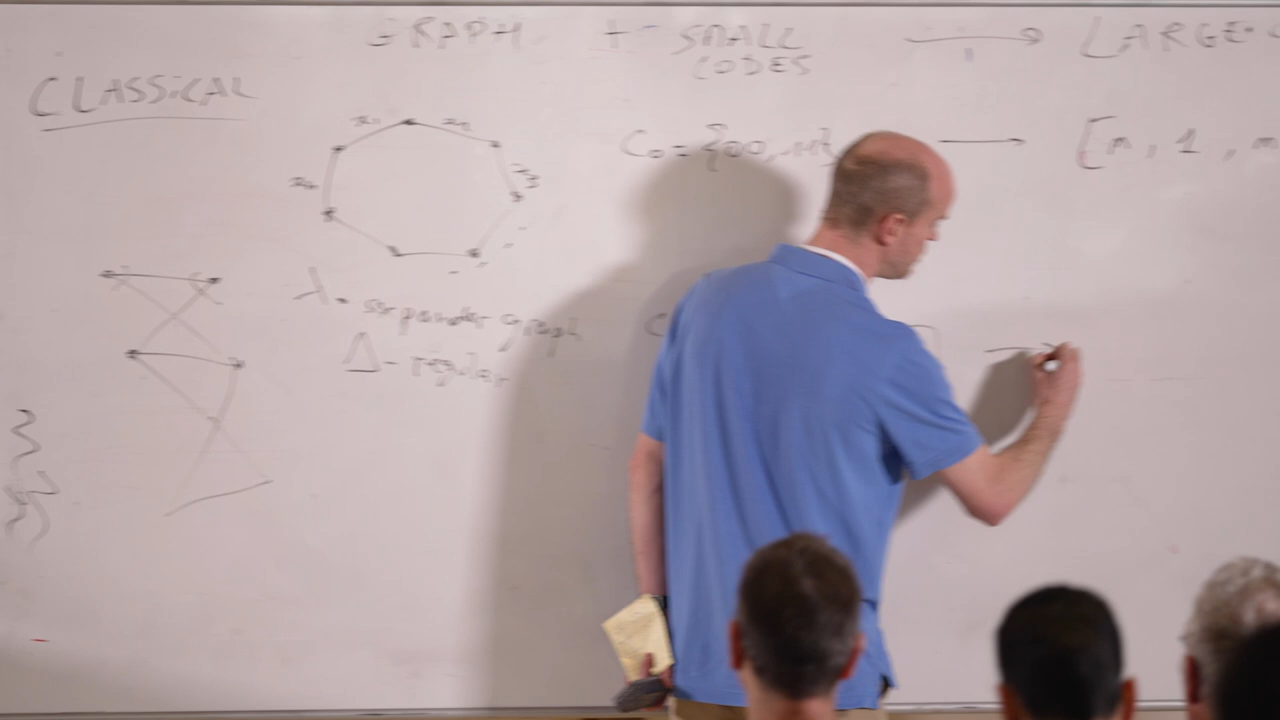 GRAPH + SMALL CODES → LARGE
CLASSICAL
C₀ = {00, 11} → [n, 1, n
λ- expander graph
Δ- regular